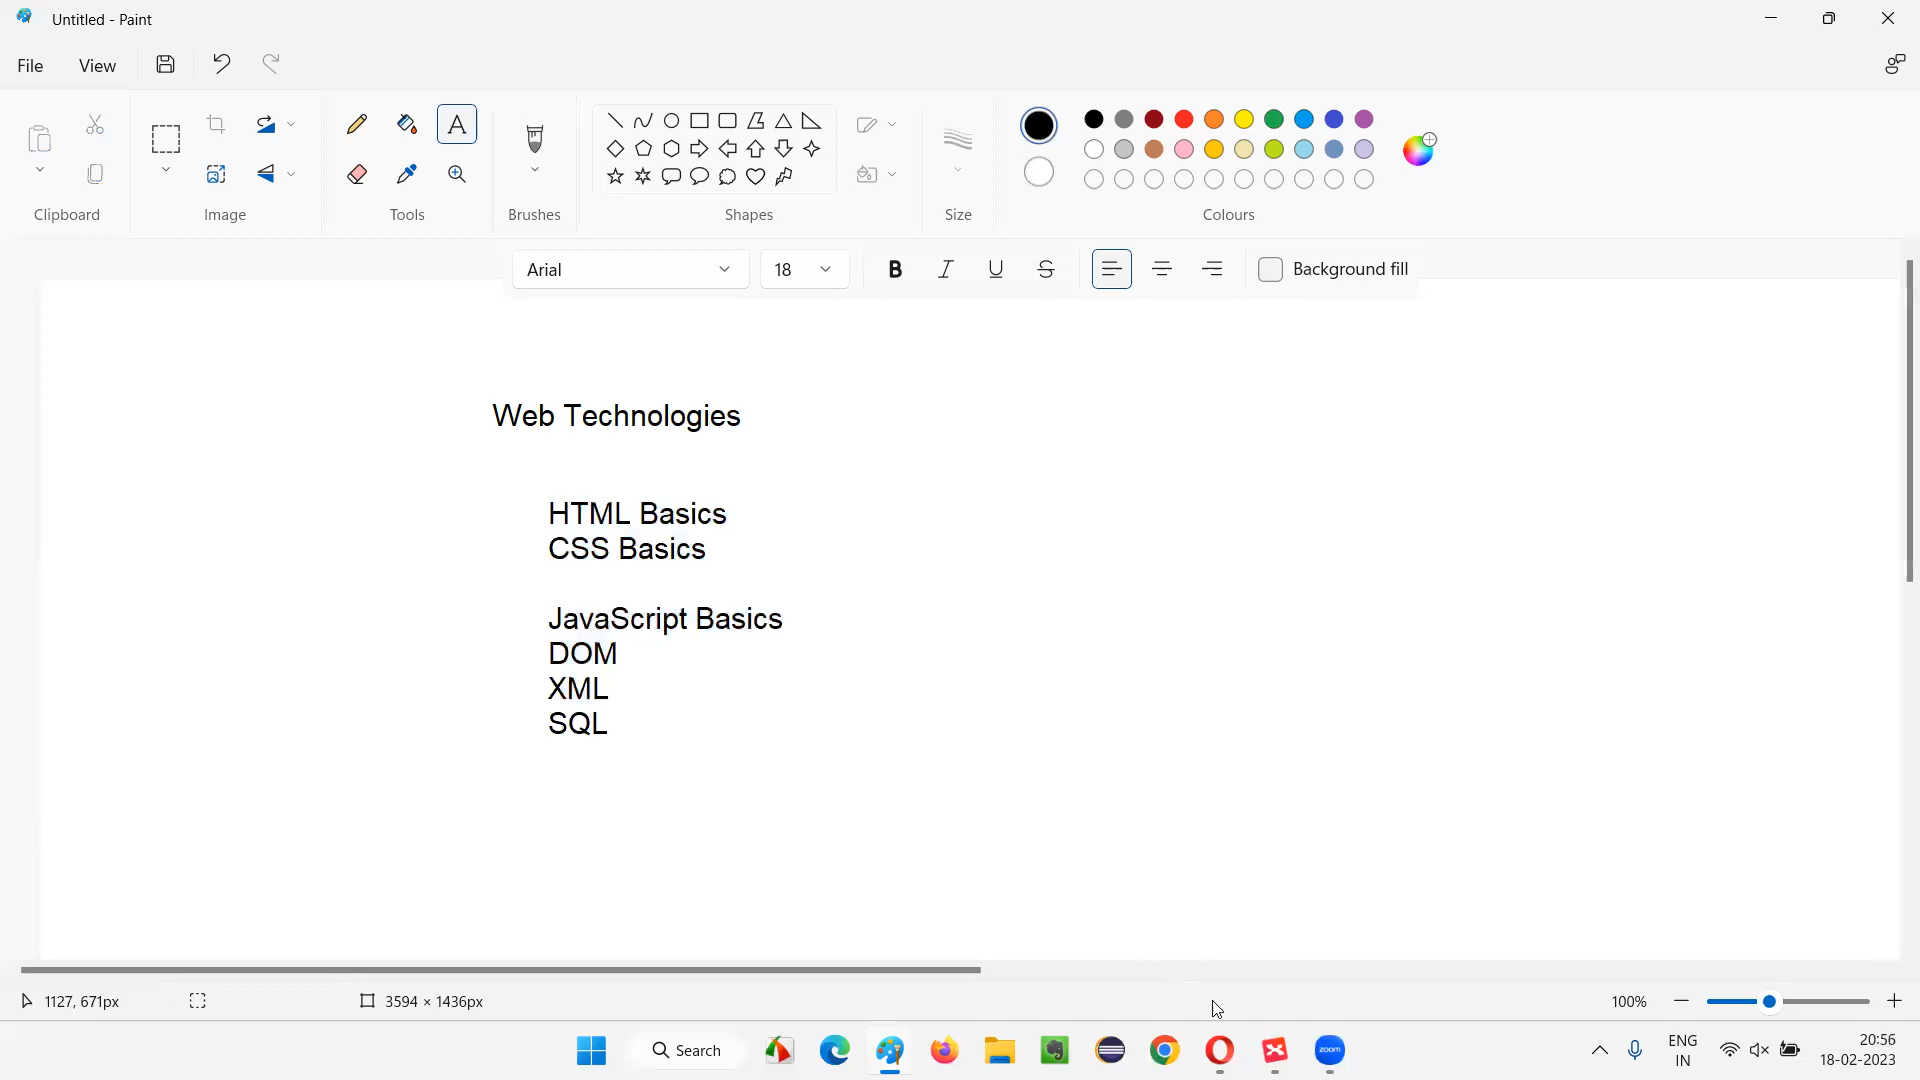 Untitled - Paint
File
View
Clipboard
Image
Tools
Brushes
Shapes
Size
Colours
Arial
18
B
I
U
S
Background fill
Web Technologies
HTML Basics
CSS Basics
JavaScript Basics
DOM
XML
SQL
1127, 671px
3594 × 1436px
100%
Search
zoom
ENG
IN
20:56
18-02-2023